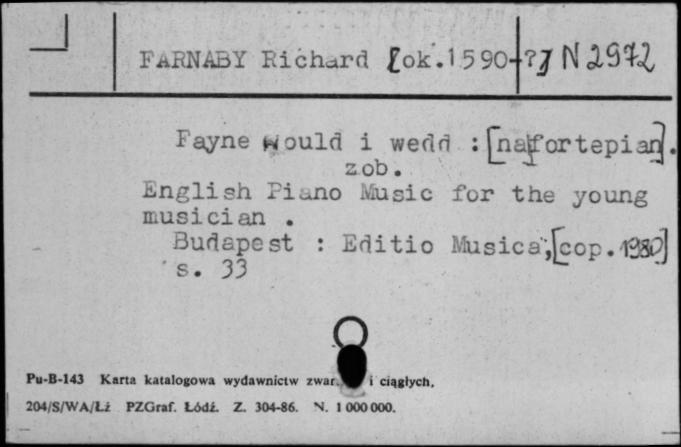 FARNABY Richard [ok.1590-?] N 2972
Fayne would i wedd : [na fortepian].
zob.
English Piano Music for the young
musician .
Budapest : Editio Musica, [cop. 1980]
s. 33
Pu-B-143 Karta katalogowa wydawnictw zwar. i ciągłych.
204/S/WA/Łź PZGraf. Łódź. Z. 304-86. N. 1 000 000.